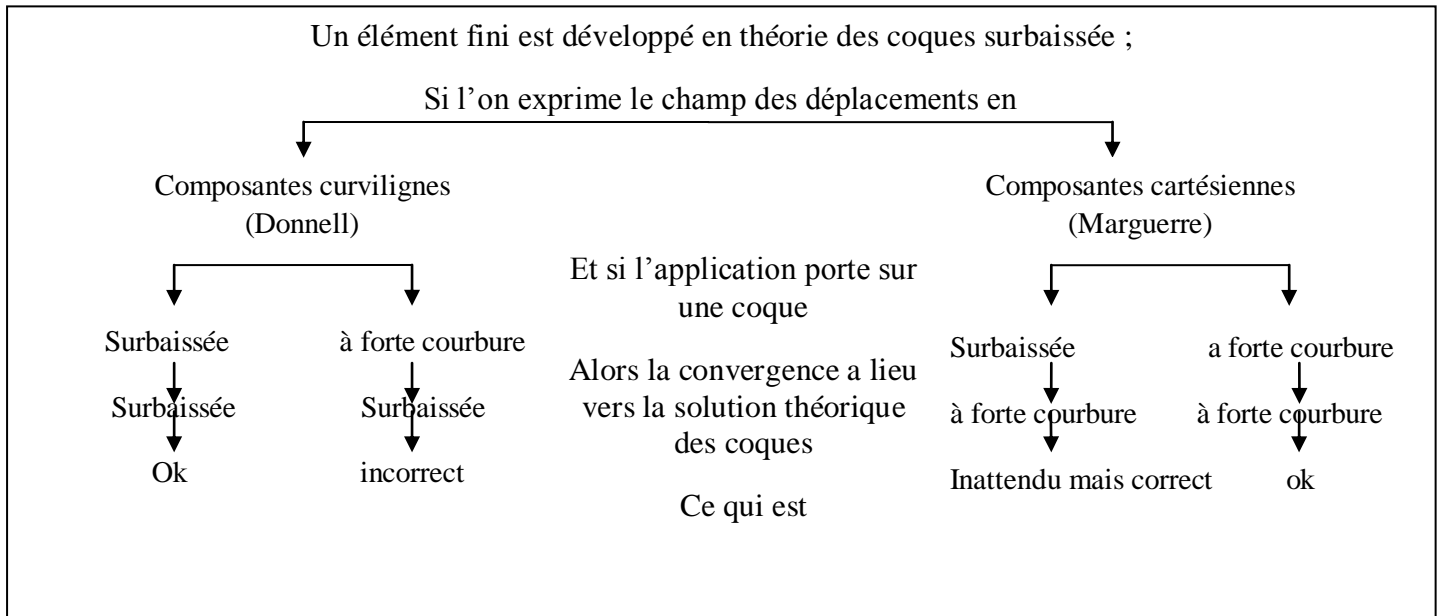 Un élément fini est développé en théorie des coques surbaissée ;
Si l'on exprime le champ des déplacements en
Composantes curvilignes
(Donnell)
Composantes cartésiennes
(Marguerre)
Et si l'application porte sur
une coque
Surbaissée
à forte courbure
Surbaissée
a forte courbure
Alors la convergence a lieu
vers la solution théorique
des coques
Surbaissée
Surbaissée
à forte courbure
à forte courbure
Ok
incorrect
Inattendu mais correct
ok
Ce qui est